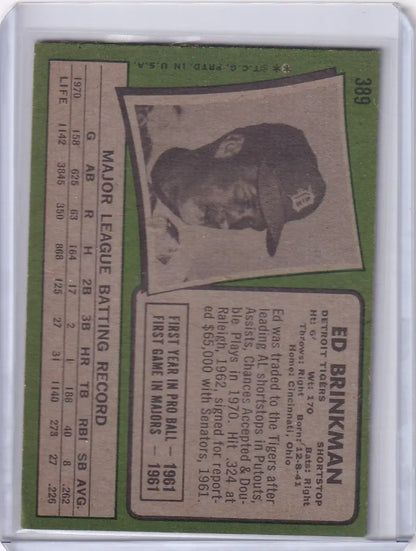 389
★ ©T.C.G. PRTD. IN U.S.A.
ED BRINKMAN
DETROIT TIGERS SHORTSTOP
Ht: 6' Wt: 170 Bats: Right
Throws: Right Born: 12-8-41
Home: Cincinnati, Ohio
Ed was traded to the Tigers after
leading AL shortstops in Putouts,
Assists, Chances Accepted & Dou-
ble Plays in 1970. Hit .324 at
Raleigh, 1962, signed for report-
ed $65,000 with Senators, 1961.
FIRST YEAR IN PRO BALL — 1961
FIRST GAME IN MAJORS — 1961
MAJOR LEAGUE BATTING RECORD
G AB R H 2B 3B HR TB RBI SB AVG.
1970 158 625 63 164 17 2 1 188 40 8 .262
LIFE 1142 3845 350 868 125 27 31 1140 273 27 .226